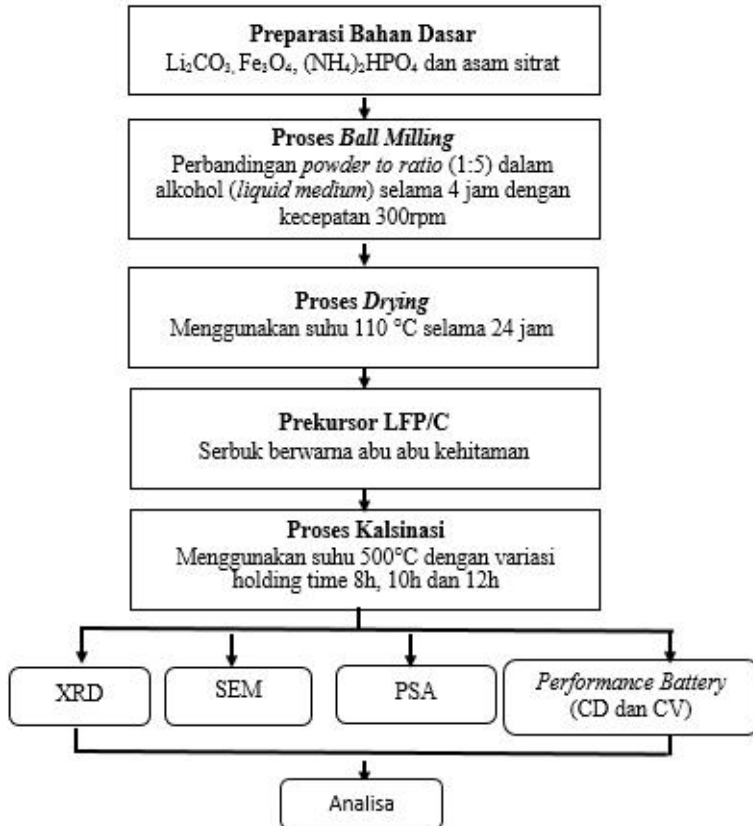 Preparasi Bahan Dasar
Li₂CO₃, Fe₃O₄, (NH₄)₂HPO₄ dan asam sitrat
Proses Ball Milling
Perbandingan powder to ratio (1:5) dalam
alkohol (liquid medium) selama 4 jam dengan
kecepatan 300rpm
Proses Drying
Menggunakan suhu 110 °C selama 24 jam
Prekursor LFP/C
Serbuk berwarna abu abu kehitaman
Proses Kalsinasi
Menggunakan suhu 500°C dengan variasi
holding time 8h, 10h dan 12h
XRD
SEM
PSA
Performance Battery
(CD dan CV)
Analisa